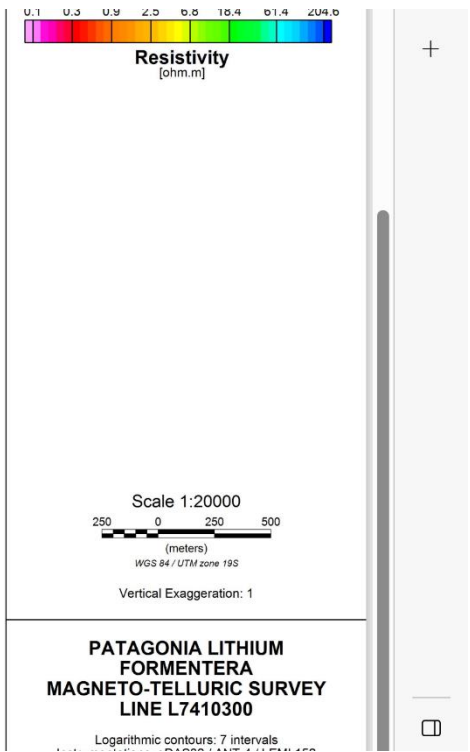 0.1 0.3 0.9 2.5 6.8 18.4 61.4 204.6
Resistivity
[ohm.m]
Scale 1:20000
250 0 250 500
(meters)
WGS 84 / UTM zone 19S
Vertical Exaggeration: 1
PATAGONIA LITHIUM
FORMENTERA
MAGNETO-TELLURIC SURVEY
LINE L7410300
Logarithmic contours: 7 intervals